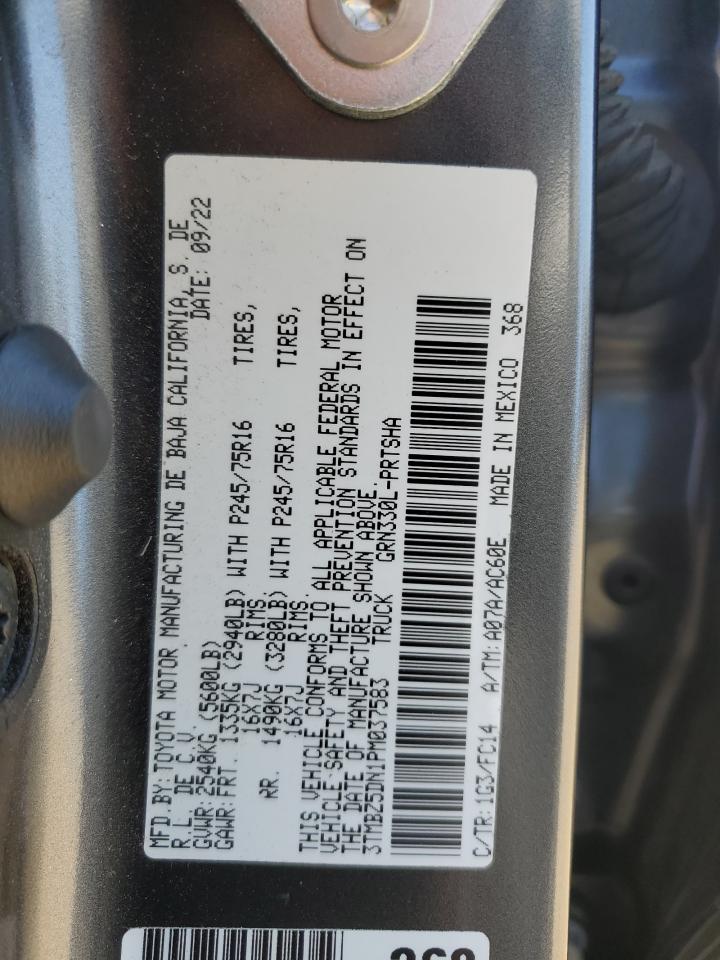 MFD.BY: TOYOTA MOTOR MANUFACTURING DE BAJA CALIFORNIA, S. DE
R.L. DE C.V. DATE: 09/22
GVWR: 2540KG (5600LB)
GAWR: FRT. 1335KG (2940LB) WITH P245/75R16 TIRES,
16X7J RIMS,
RR. 1490KG (3280LB) WITH P245/75R16 TIRES,
16X7J RIMS.
THIS VEHICLE CONFORMS TO ALL APPLICABLE FEDERAL MOTOR
VEHICLE SAFETY AND THEFT PREVENTION STANDARDS IN EFFECT ON
THE DATE OF MANUFACTURE SHOWN ABOVE.
3TMBZ5DN1PM037583 TRUCK GRN330L-PRTSHA
C/TR: 1G3/FC14 A/TM: A07A/AC60E MADE IN MEXICO 368